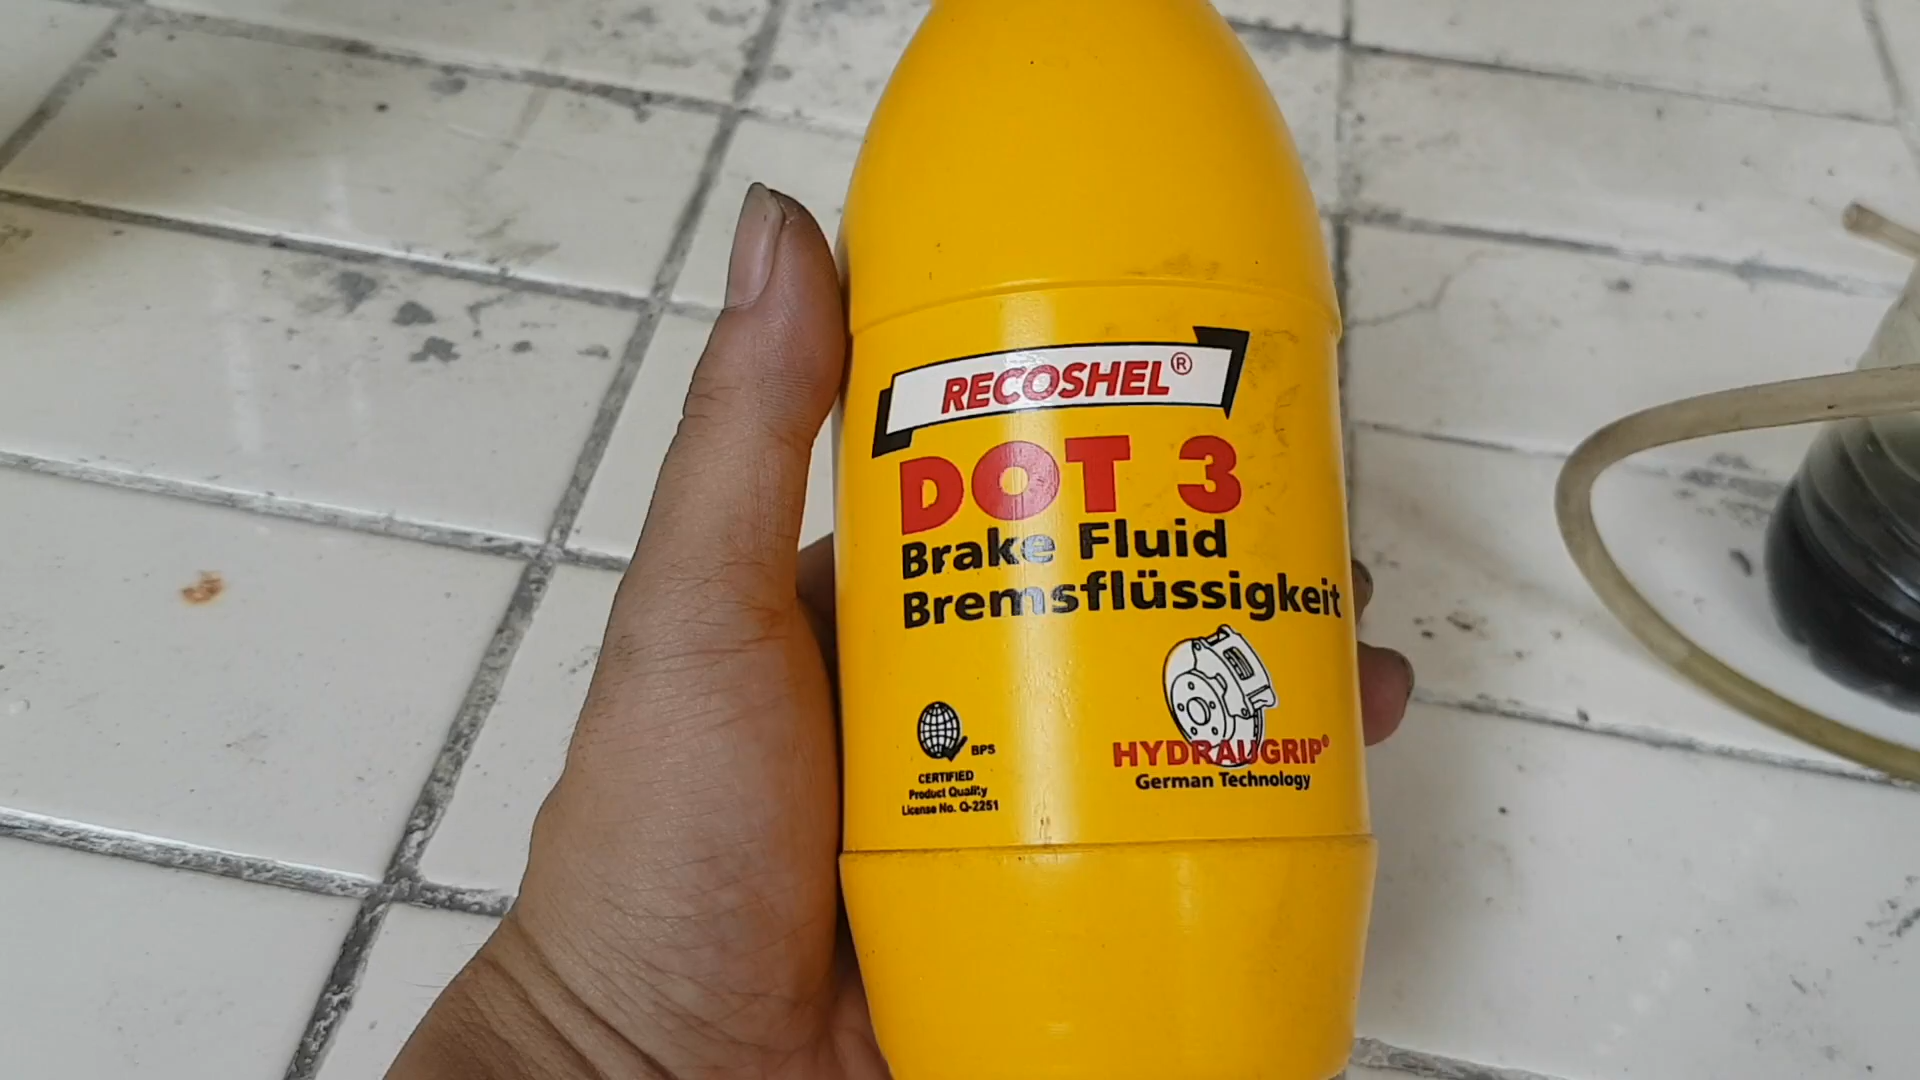 RECOSHEL®
DOT 3
Brake Fluid
Bremsflüssigkeit
BPS
CERTIFIED
Product Quality
License No. Q-2251
HYDRAUGRIP®
German Technology